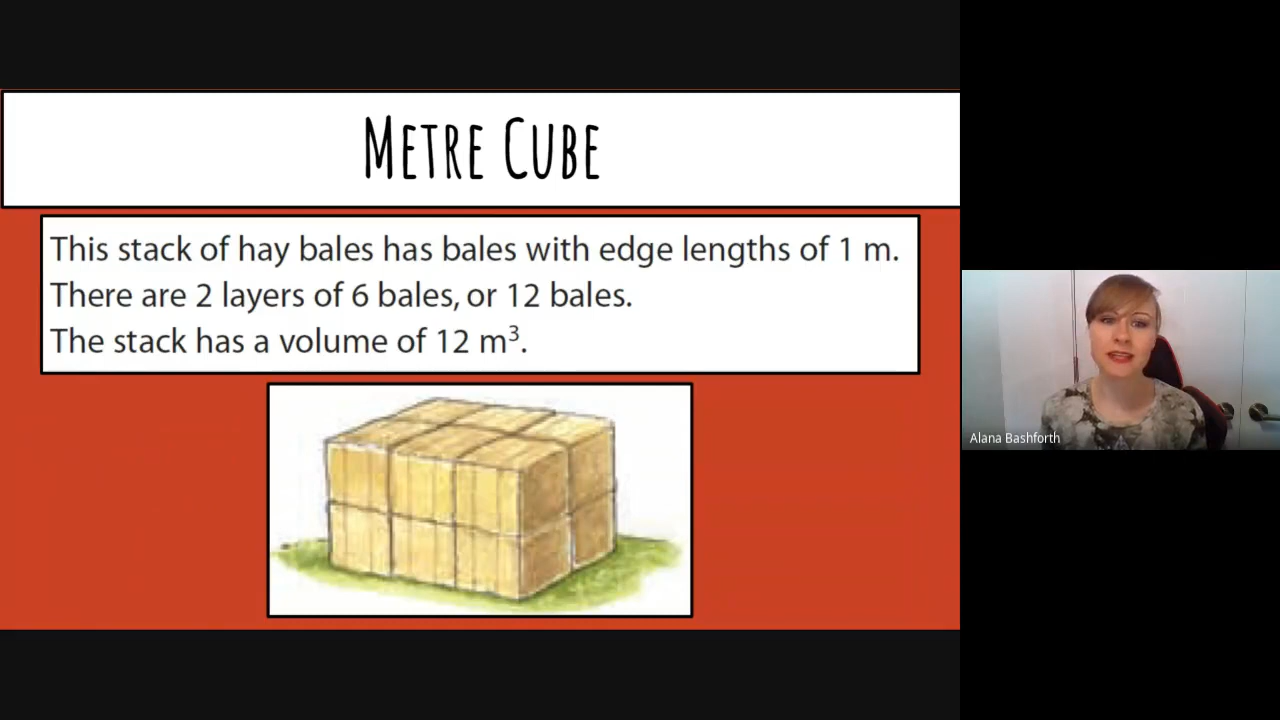 Metre Cube
This stack of hay bales has bales with edge lengths of 1 m.
There are 2 layers of 6 bales, or 12 bales.
The stack has a volume of 12 m³.
Alana Bashforth